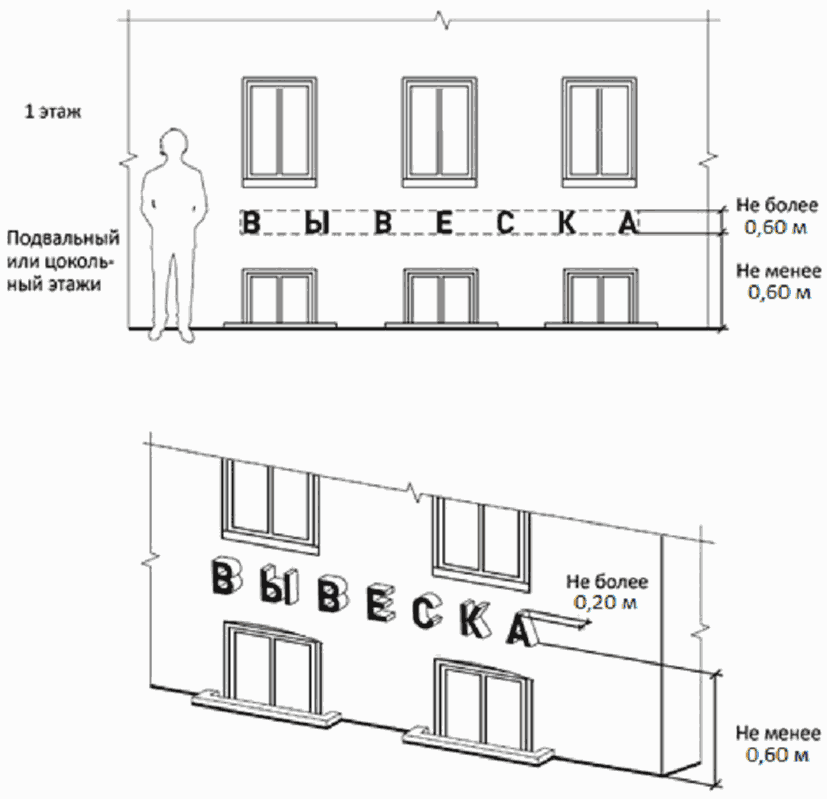 1 этаж
Не более
0,60 м
В Ы В Е С К А
Подвальный
или цоколь-
ный этажи
Не менее
0,60 м
Не более
0,20 м
В Ы В Е С К А
Не менее
0,60 м